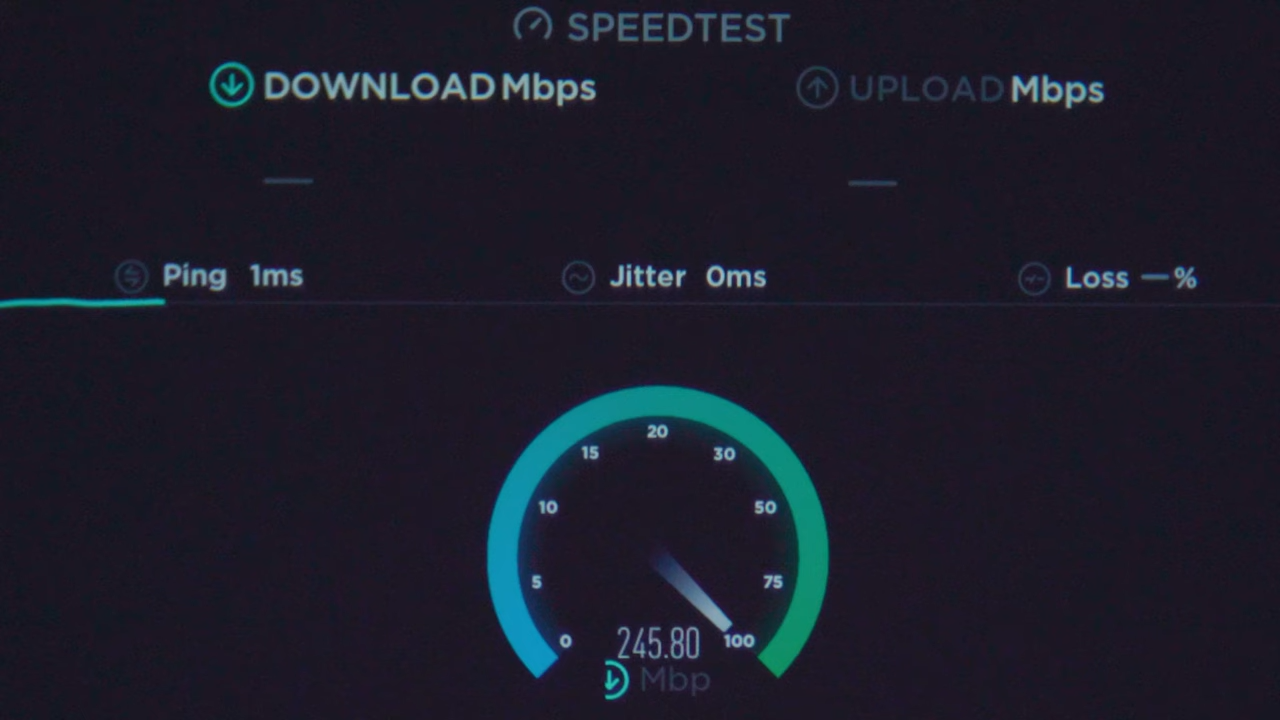 SPEEDTEST
DOWNLOAD Mbps
UPLOAD Mbps
— —
Ping 1ms
Jitter 0ms
Loss —%
20
15 30
10 50
5 75
0 245.80 100
Mbp